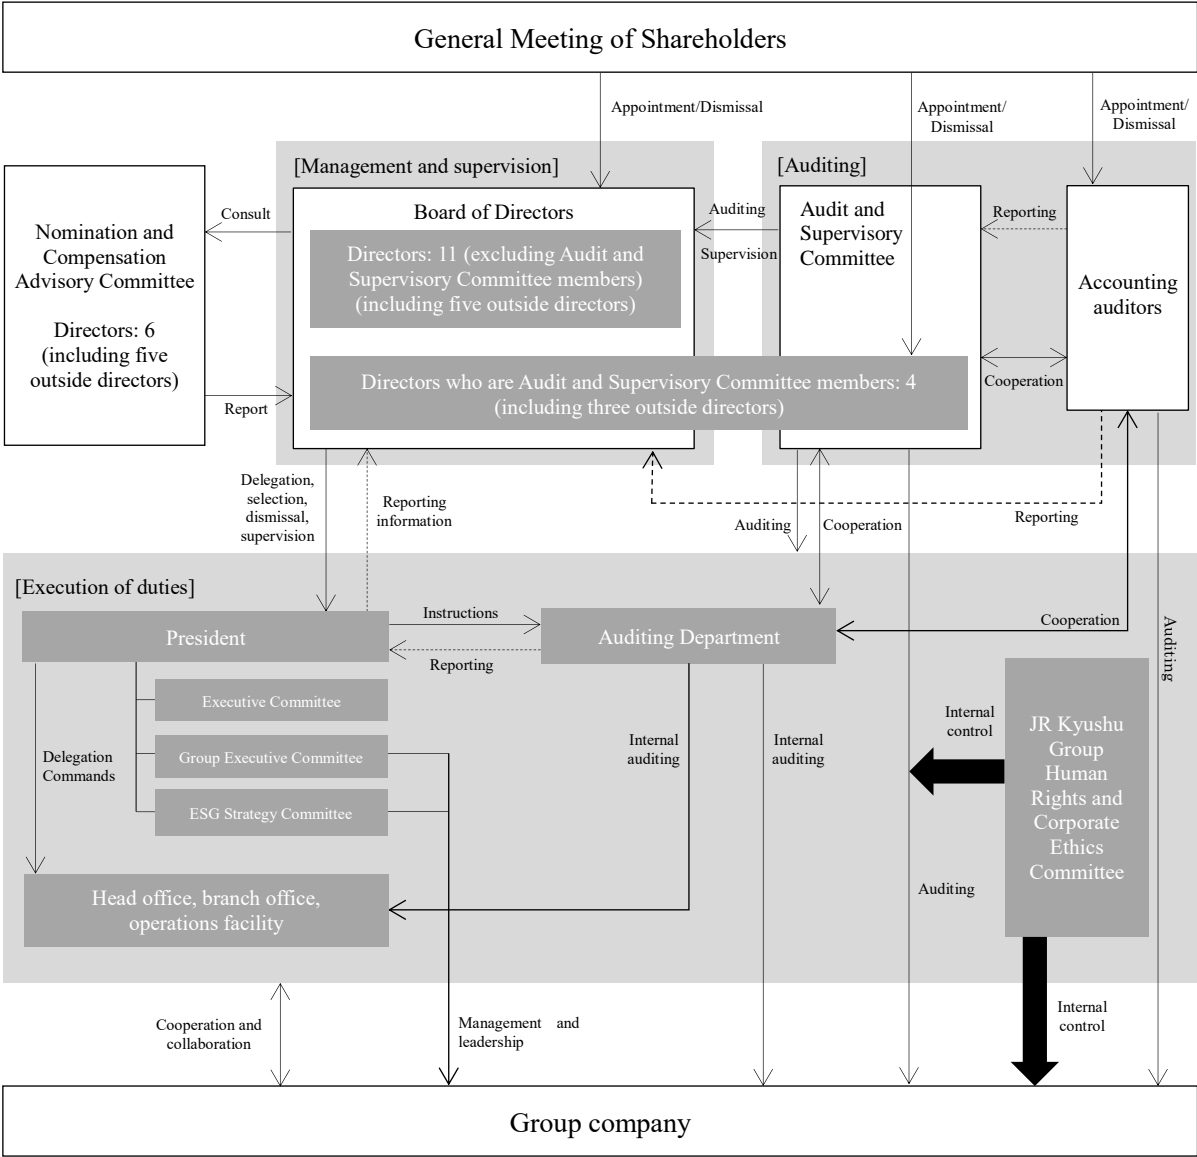 General Meeting of Shareholders
Appointment/Dismissal
Appointment/
Dismissal
Appointment/
Dismissal
[Management and supervision]
[Auditing]
Nomination and
Compensation
Advisory Committee
Directors: 6
(including five
outside directors)
Consult
Report
Board of Directors
Directors: 11 (excluding Audit and
Supervisory Committee members)
(including five outside directors)
Auditing
Supervision
Audit and
Supervisory
Committee
Reporting
Accounting
auditors
Cooperation
Directors who are Audit and Supervisory Committee members: 4
(including three outside directors)
Delegation,
selection,
dismissal,
supervision
Reporting
information
Auditing
Cooperation
Reporting
[Execution of duties]
President
Instructions
Reporting
Auditing Department
Cooperation
Auditing
Executive Committee
Group Executive Committee
ESG Strategy Committee
Delegation
Commands
Internal
auditing
Internal
auditing
Internal
control
JR Kyushu
Group
Human
Rights and
Corporate
Ethics
Committee
Head office, branch office,
operations facility
Auditing
Cooperation and
collaboration
Management and
leadership
Internal
control
Group company